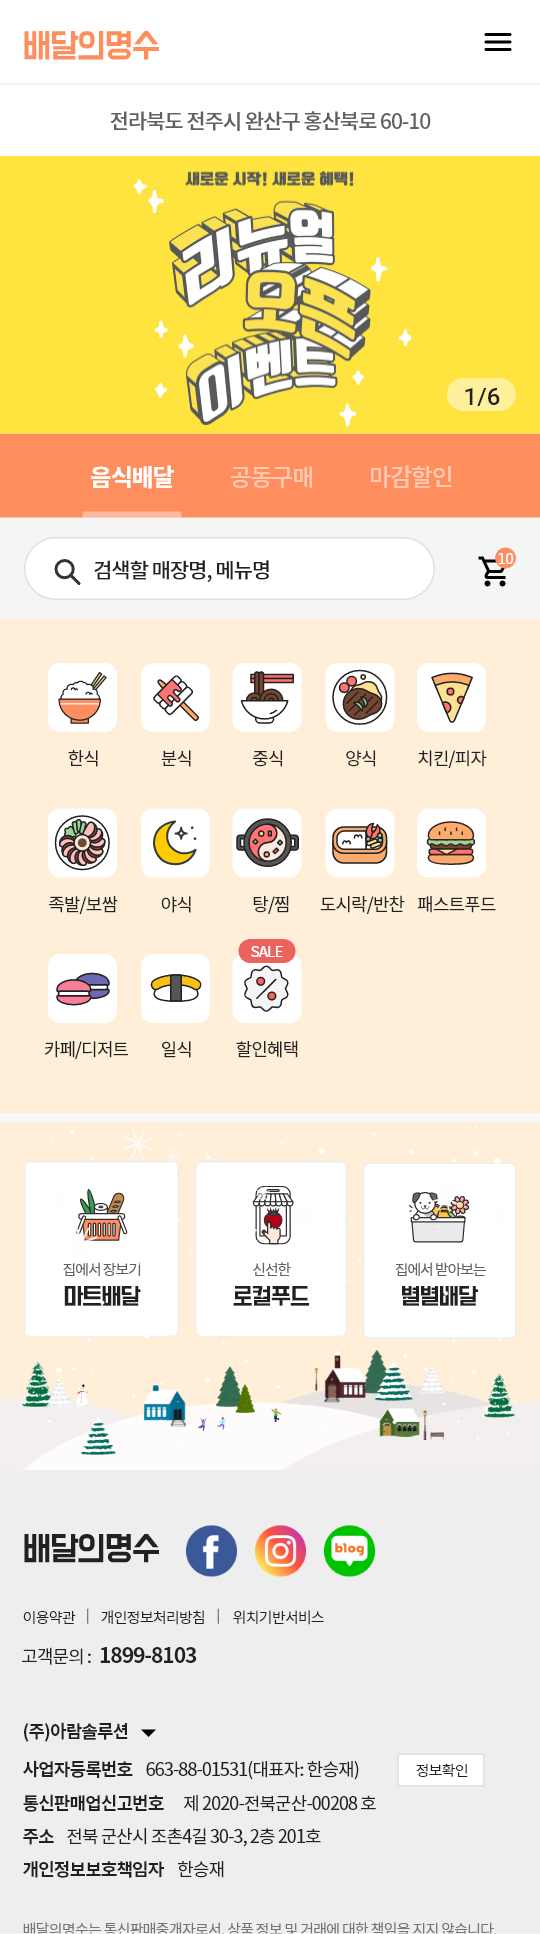 배달의명수
전라북도 전주시 완산구 홍산북로 60-10
새로운 시작! 새로운 혜택!
리뉴얼
오픈
이벤트
1/6
음식배달 공동구매 마감할인
검색할 매장명, 메뉴명
10
한식 분식 중식 양식 치킨/피자
족발/보쌈 야식 탕/찜 도시락/반찬 패스트푸드
SALE
카페/디저트 일식 할인혜택
집에서 장보기 신선한 집에서 받아보는
마트배달 로컬푸드 별별배달
배달의명수
blog
이용약관 | 개인정보처리방침 | 위치기반서비스
고객문의 : 1899-8103
(주)아람솔루션
사업자등록번호 663-88-01531(대표자: 한승재) 정보확인
통신판매업신고번호 제 2020-전북군산-00208 호
주소 전북 군산시 조촌4길 30-3, 2층 201호
개인정보보호책임자 한승재
배달의명수는 통신판매중개자로서, 상품 정보 및 거래에 대한 책임을 지지 않습니다.